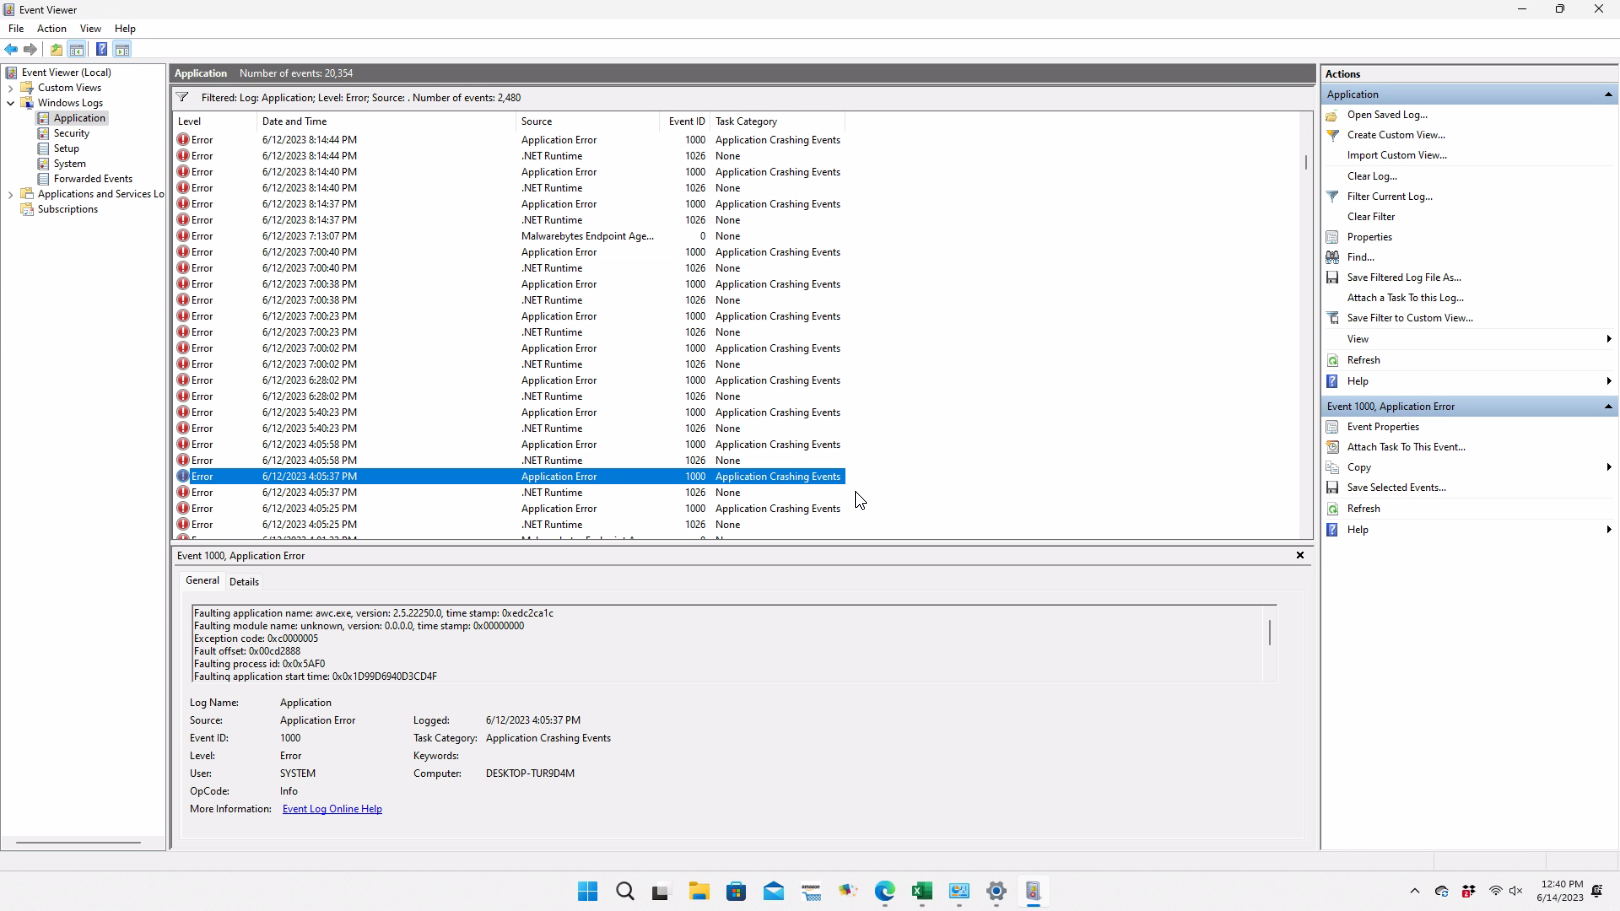 Event Viewer
File Action View Help
Event Viewer (Local)
Custom Views
Windows Logs
Application
Security
Setup
System
Forwarded Events
Applications and Services Lo
Subscriptions
Application Number of events: 20,354
Filtered: Log: Application; Level: Error; Source: . Number of events: 2,480
Level Date and Time Source Event ID Task Category
Error 6/12/2023 8:14:44 PM Application Error 1000 Application Crashing Events
Error 6/12/2023 8:14:44 PM .NET Runtime 1026 None
Error 6/12/2023 8:14:40 PM Application Error 1000 Application Crashing Events
Error 6/12/2023 8:14:40 PM .NET Runtime 1026 None
Error 6/12/2023 8:14:37 PM Application Error 1000 Application Crashing Events
Error 6/12/2023 8:14:37 PM .NET Runtime 1026 None
Error 6/12/2023 7:13:07 PM Malwarebytes Endpoint Age... 0 None
Error 6/12/2023 7:00:40 PM Application Error 1000 Application Crashing Events
Error 6/12/2023 7:00:40 PM .NET Runtime 1026 None
Error 6/12/2023 7:00:38 PM Application Error 1000 Application Crashing Events
Error 6/12/2023 7:00:38 PM .NET Runtime 1026 None
Error 6/12/2023 7:00:23 PM Application Error 1000 Application Crashing Events
Error 6/12/2023 7:00:23 PM .NET Runtime 1026 None
Error 6/12/2023 7:00:02 PM Application Error 1000 Application Crashing Events
Error 6/12/2023 7:00:02 PM .NET Runtime 1026 None
Error 6/12/2023 6:28:02 PM Application Error 1000 Application Crashing Events
Error 6/12/2023 6:28:02 PM .NET Runtime 1026 None
Error 6/12/2023 5:40:23 PM Application Error 1000 Application Crashing Events
Error 6/12/2023 5:40:23 PM .NET Runtime 1026 None
Error 6/12/2023 4:05:58 PM Application Error 1000 Application Crashing Events
Error 6/12/2023 4:05:58 PM .NET Runtime 1026 None
Error 6/12/2023 4:05:37 PM Application Error 1000 Application Crashing Events
Error 6/12/2023 4:05:37 PM .NET Runtime 1026 None
Error 6/12/2023 4:05:25 PM Application Error 1000 Application Crashing Events
Error 6/12/2023 4:05:25 PM .NET Runtime 1026 None
Event 1000, Application Error
General Details
Faulting application name: awc.exe, version: 2.5.22250.0, time stamp: 0xedc2ca1c
Faulting module name: unknown, version: 0.0.0.0, time stamp: 0x00000000
Exception code: 0xc0000005
Fault offset: 0x00cd2888
Faulting process id: 0x0x5AF0
Faulting application start time: 0x0x1D99D6940D3CD4F
Log Name: Application
Source: Application Error Logged: 6/12/2023 4:05:37 PM
Event ID: 1000 Task Category: Application Crashing Events
Level: Error Keywords:
User: SYSTEM Computer: DESKTOP-TUR9D4M
OpCode: Info
More Information: Event Log Online Help
Actions
Application
Open Saved Log...
Create Custom View...
Import Custom View...
Clear Log...
Filter Current Log...
Clear Filter
Properties
Find...
Save Filtered Log File As...
Attach a Task To this Log...
Save Filter to Custom View...
View
Refresh
Help
Event 1000, Application Error
Event Properties
Attach Task To This Event...
Copy
Save Selected Events...
Refresh
Help
amazon
12:40 PM
6/14/2023